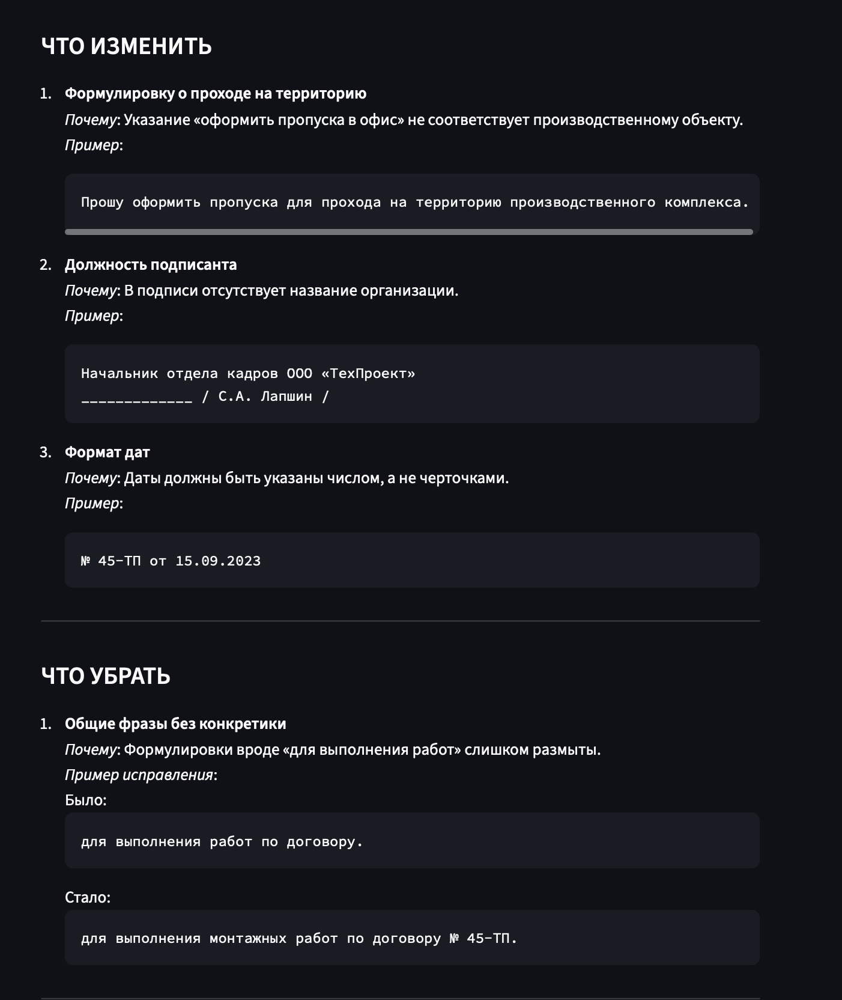 ЧТО ИЗМЕНИТЬ
1. Формулировку о проходе на территорию
Почему: Указание «оформить пропуска в офис» не соответствует производственному объекту.
Пример:
Прошу оформить пропуска для прохода на территорию производственного комплекса.
2. Должность подписанта
Почему: В подписи отсутствует название организации.
Пример:
Начальник отдела кадров ООО «ТехПроект»
_____________ / С.А. Лапшин /
3. Формат дат
Почему: Даты должны быть указаны числом, а не черточками.
Пример:
№ 45-ТП от 15.09.2023
ЧТО УБРАТЬ
1. Общие фразы без конкретики
Почему: Формулировки вроде «для выполнения работ» слишком размыты.
Пример исправления:
Было:
для выполнения работ по договору.
Стало:
для выполнения монтажных работ по договору № 45-ТП.